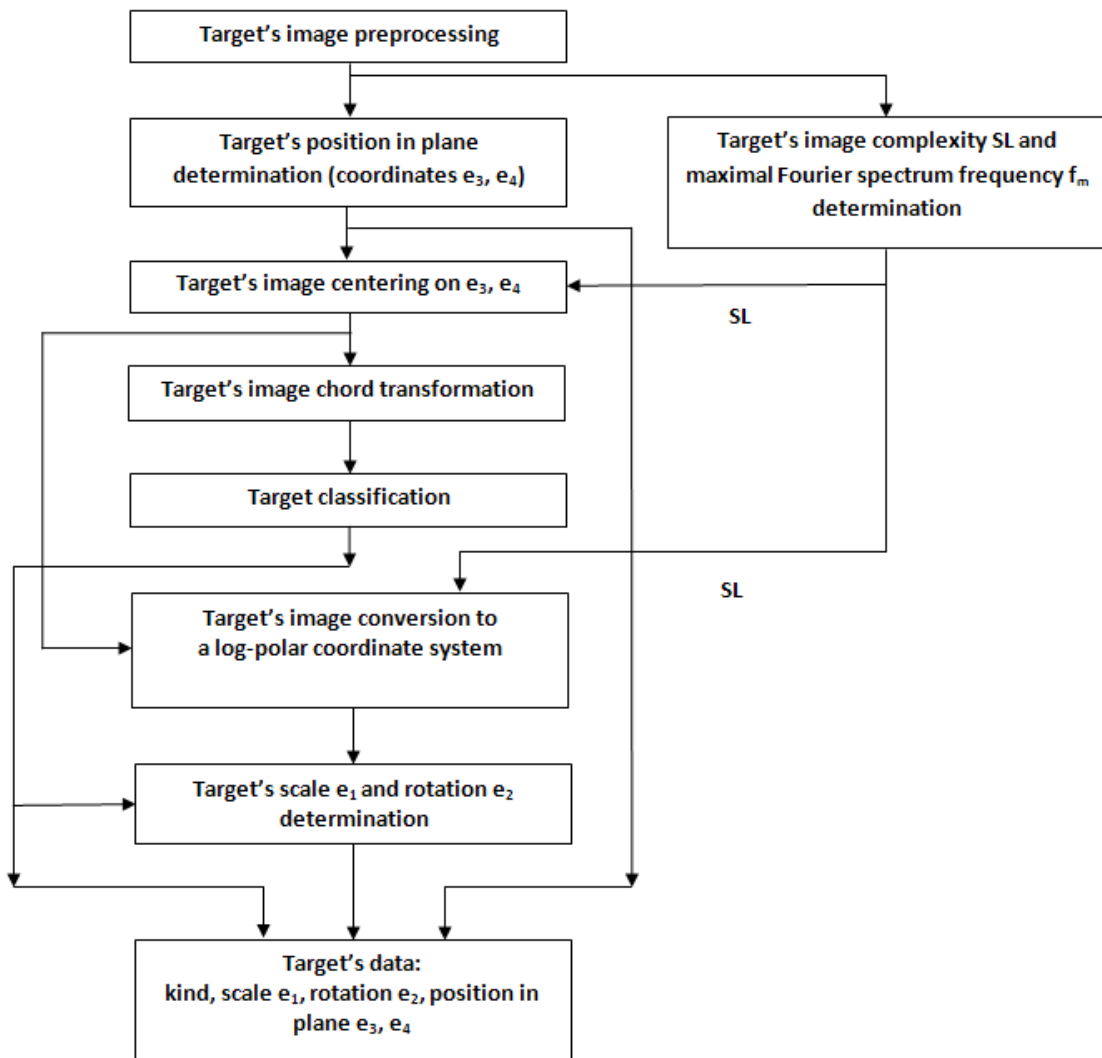 Target’s image preprocessing
Target’s position in plane
determination (coordinates e₃, e₄)
Target’s image complexity SL and
maximal Fourier spectrum frequency fₘ
determination
Target’s image centering on e₃, e₄
SL
Target’s image chord transformation
Target classification
SL
Target’s image conversion to
a log-polar coordinate system
Target’s scale e₁ and rotation e₂
determination
Target’s data:
kind, scale e₁, rotation e₂, position in
plane e₃, e₄